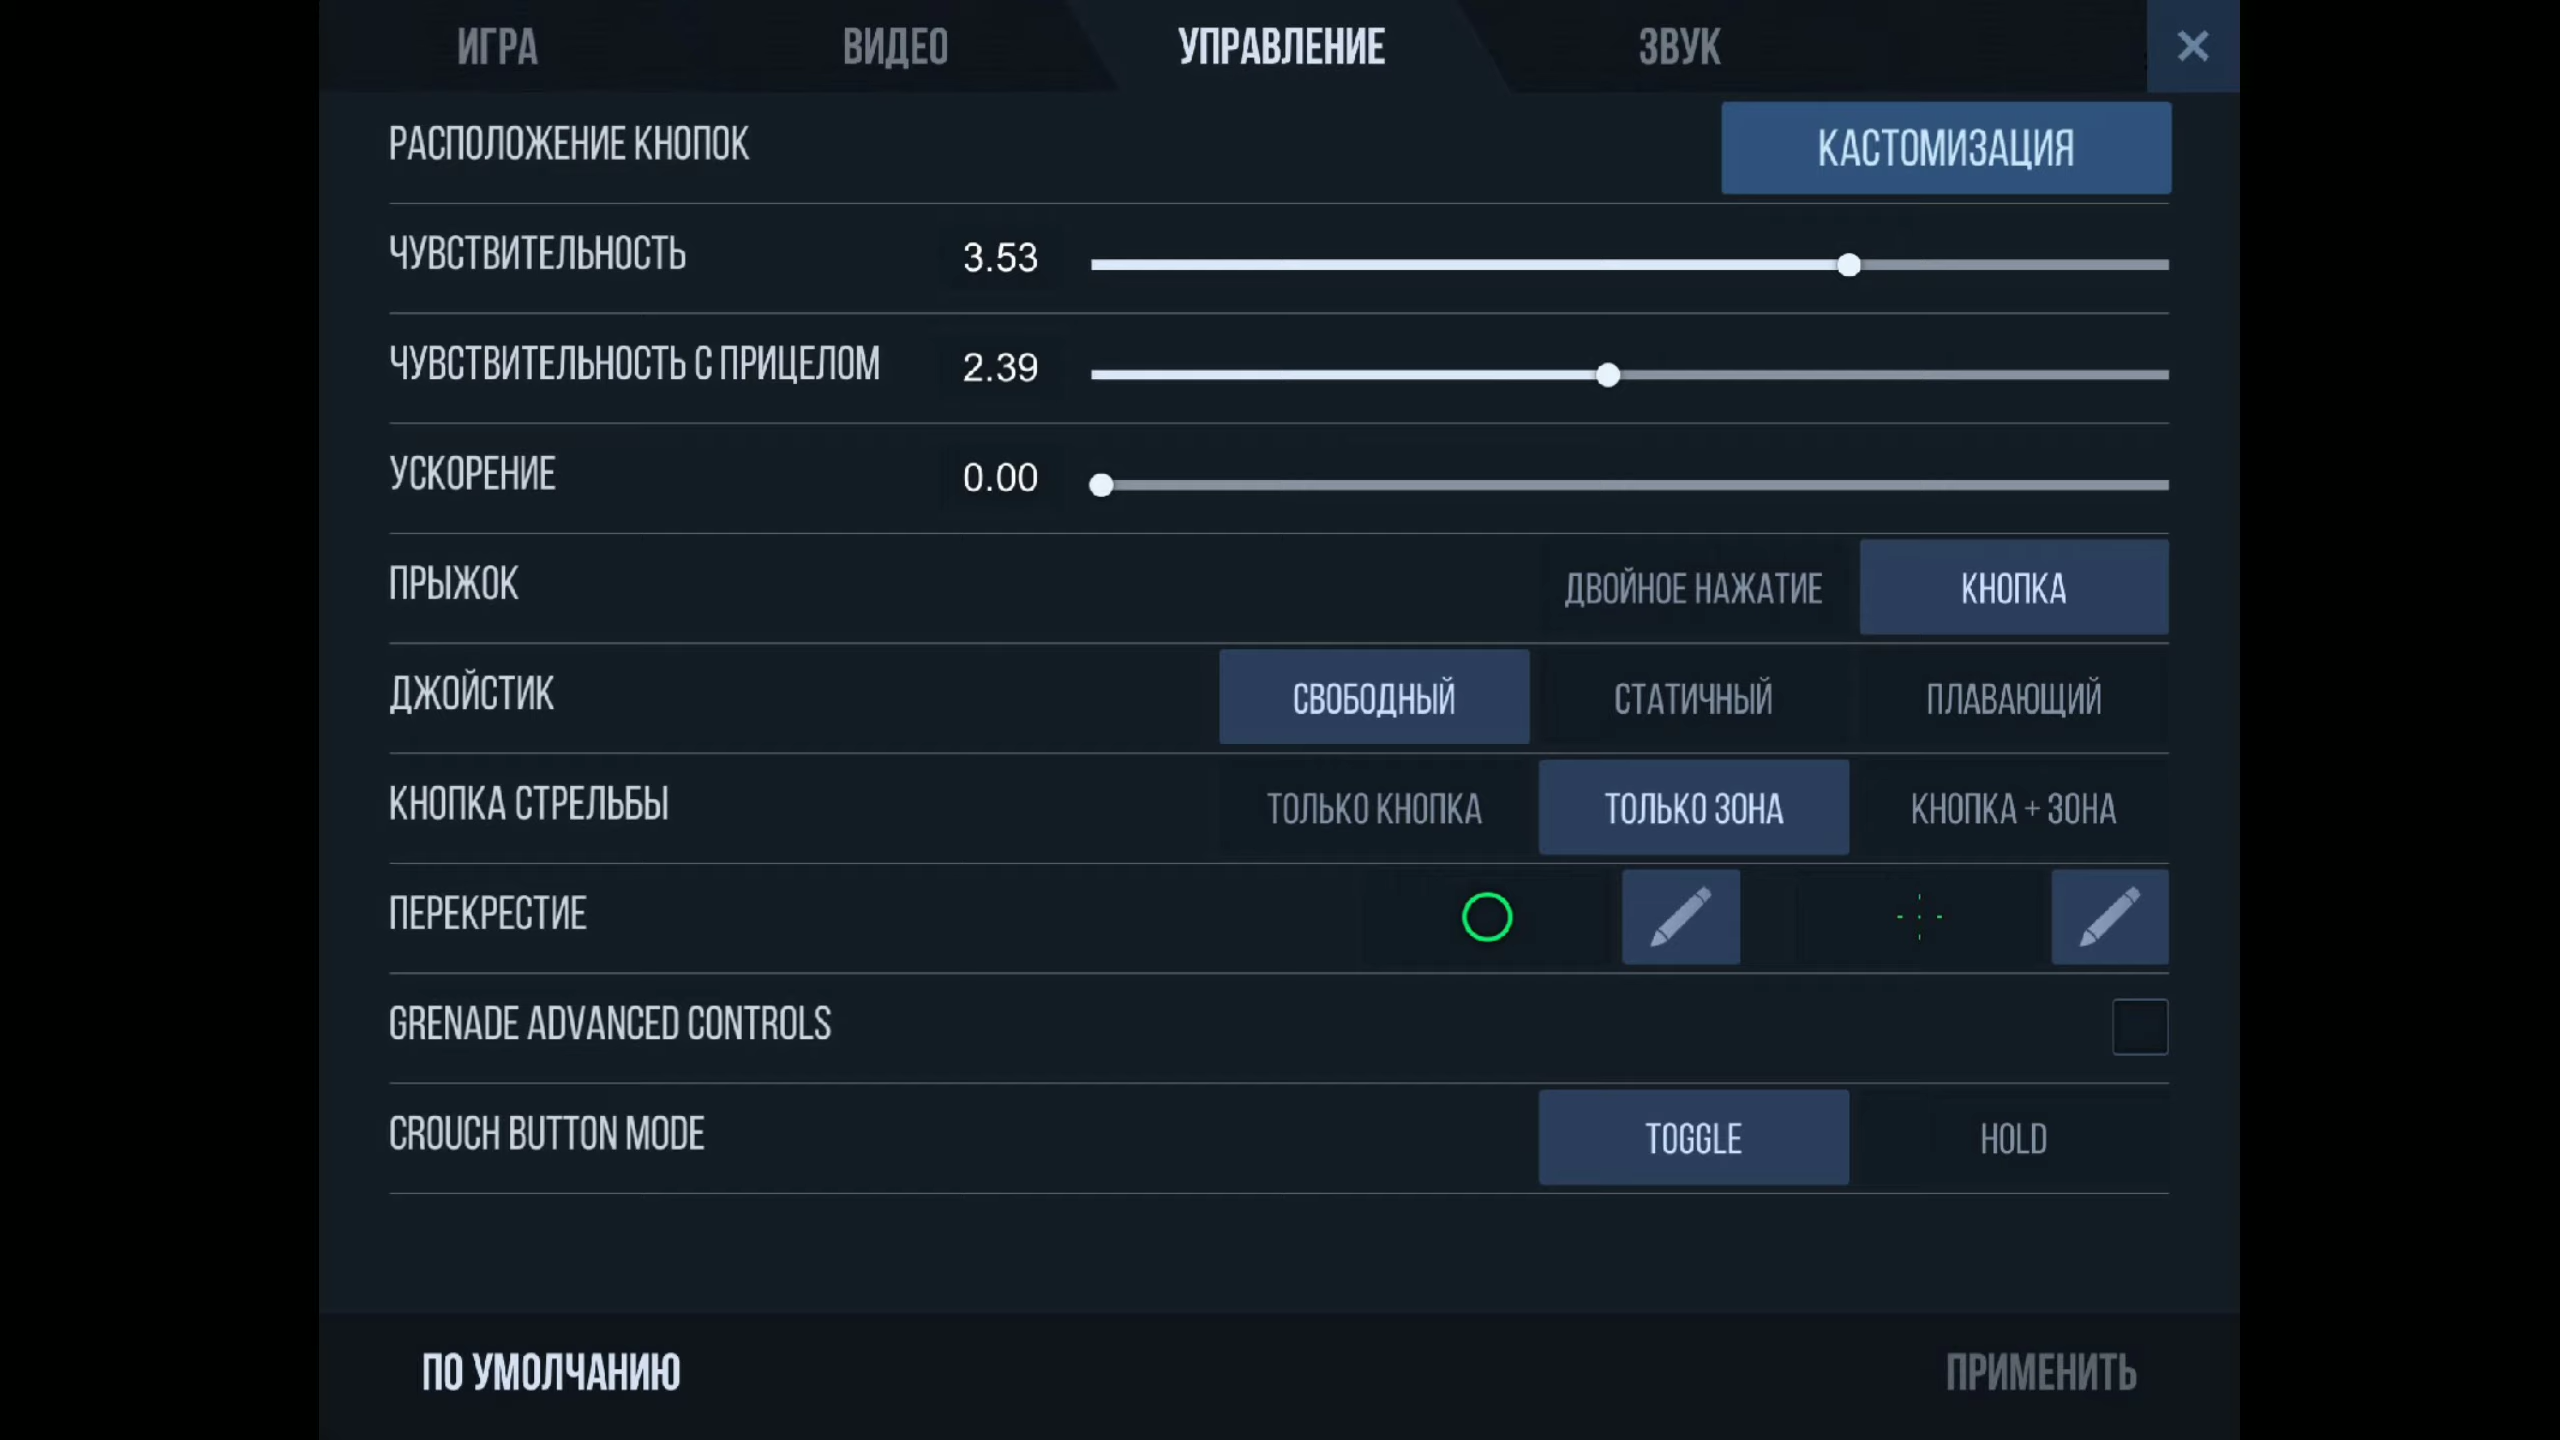 ИГРА ВИДЕО УПРАВЛЕНИЕ ЗВУК ×
РАСПОЛОЖЕНИЕ КНОПОК КАСТОМИЗАЦИЯ
ЧУВСТВИТЕЛЬНОСТЬ 3.53
ЧУВСТВИТЕЛЬНОСТЬ С ПРИЦЕЛОМ 2.39
УСКОРЕНИЕ 0.00
ПРЫЖОК ДВОЙНОЕ НАЖАТИЕ КНОПКА
ДЖОЙСТИК СВОБОДНЫЙ СТАТИЧНЫЙ ПЛАВАЮЩИЙ
КНОПКА СТРЕЛЬБЫ ТОЛЬКО КНОПКА ТОЛЬКО ЗОНА КНОПКА + ЗОНА
ПЕРЕКРЕСТИЕ
GRENADE ADVANCED CONTROLS
CROUCH BUTTON MODE TOGGLE HOLD
ПО УМОЛЧАНИЮ ПРИМЕНИТЬ